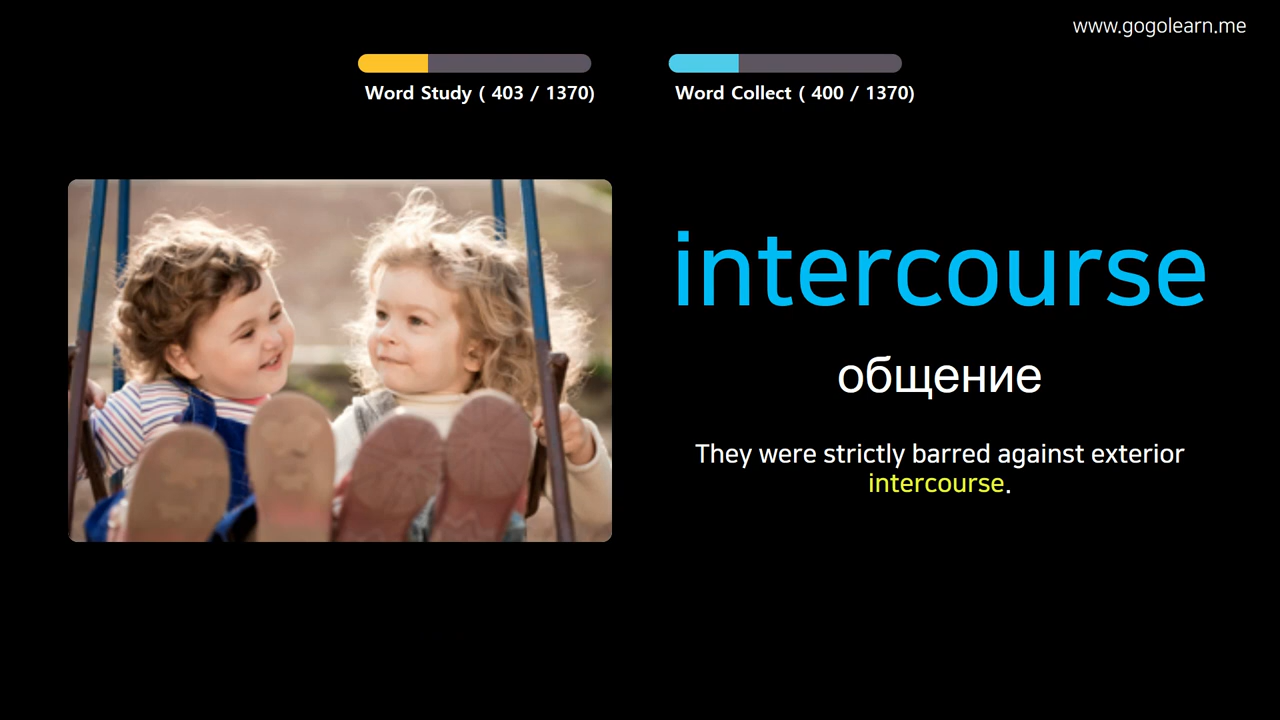 www.gogolearn.me
Word Study ( 403 / 1370)
Word Collect ( 400 / 1370)
intercourse
общение
They were strictly barred against exterior
intercourse.